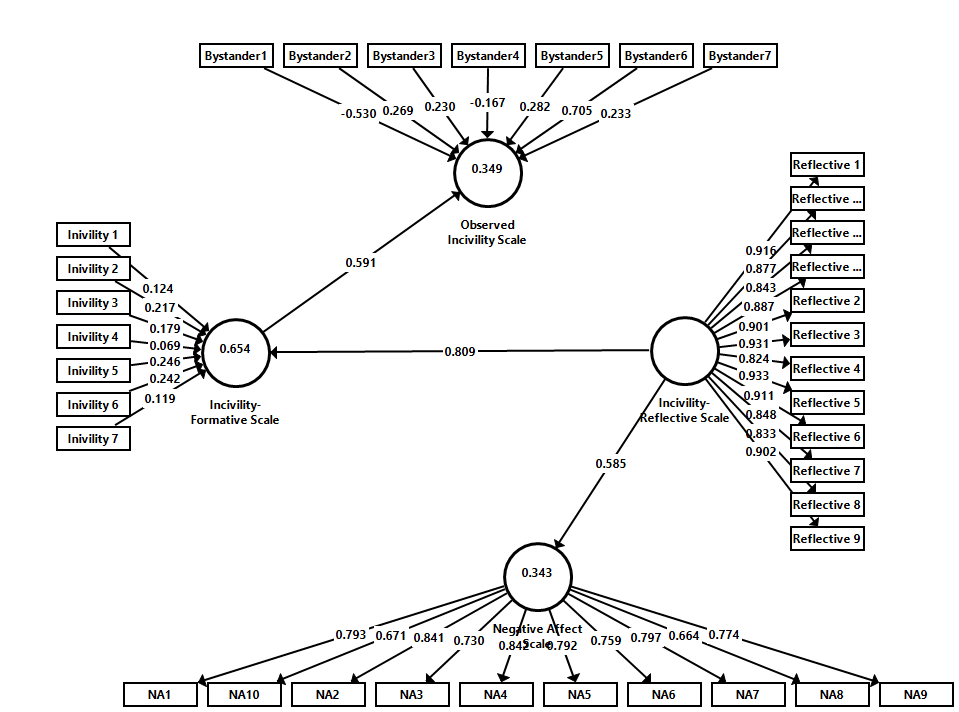 Bystander1 Bystander2 Bystander3 Bystander4 Bystander5 Bystander6 Bystander7
-0.530 0.269 0.230 -0.167 0.282 0.705 0.233
0.349
Observed
Incivility Scale
0.591
Inivility 1
Inivility 2
Inivility 3
Inivility 4
Inivility 5
Inivility 6
Inivility 7
0.124
0.217
0.179
0.069
0.246
0.242
0.119
0.654
Incivility-
Formative Scale
0.809
Incivility-
Reflective Scale
0.916
0.877
0.843
0.887
0.901
0.931
0.824
0.933
0.911
0.848
0.833
0.902
Reflective 1
Reflective ...
Reflective ...
Reflective ...
Reflective 2
Reflective 3
Reflective 4
Reflective 5
Reflective 6
Reflective 7
Reflective 8
Reflective 9
0.585
0.343
Negative Affect
Scale
0.793 0.671 0.841 0.730 0.842 0.792 0.759 0.797 0.664 0.774
NA1 NA10 NA2 NA3 NA4 NA5 NA6 NA7 NA8 NA9